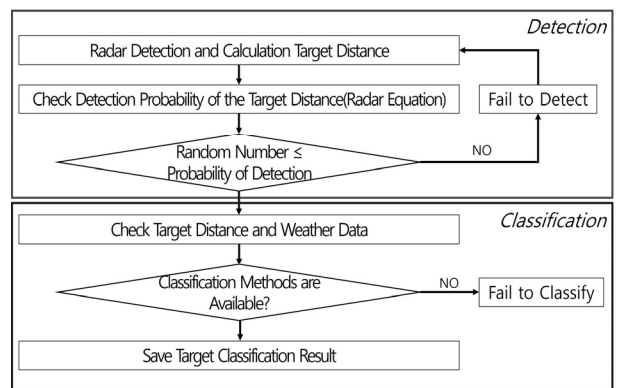 Detection
Radar Detection and Calculation Target Distance
Check Detection Probability of the Target Distance(Radar Equation)
Fail to Detect
Random Number ≤
Probability of Detection
NO
Classification
Check Target Distance and Weather Data
Classification Methods are
Available?
NO
Fail to Classify
Save Target Classification Result